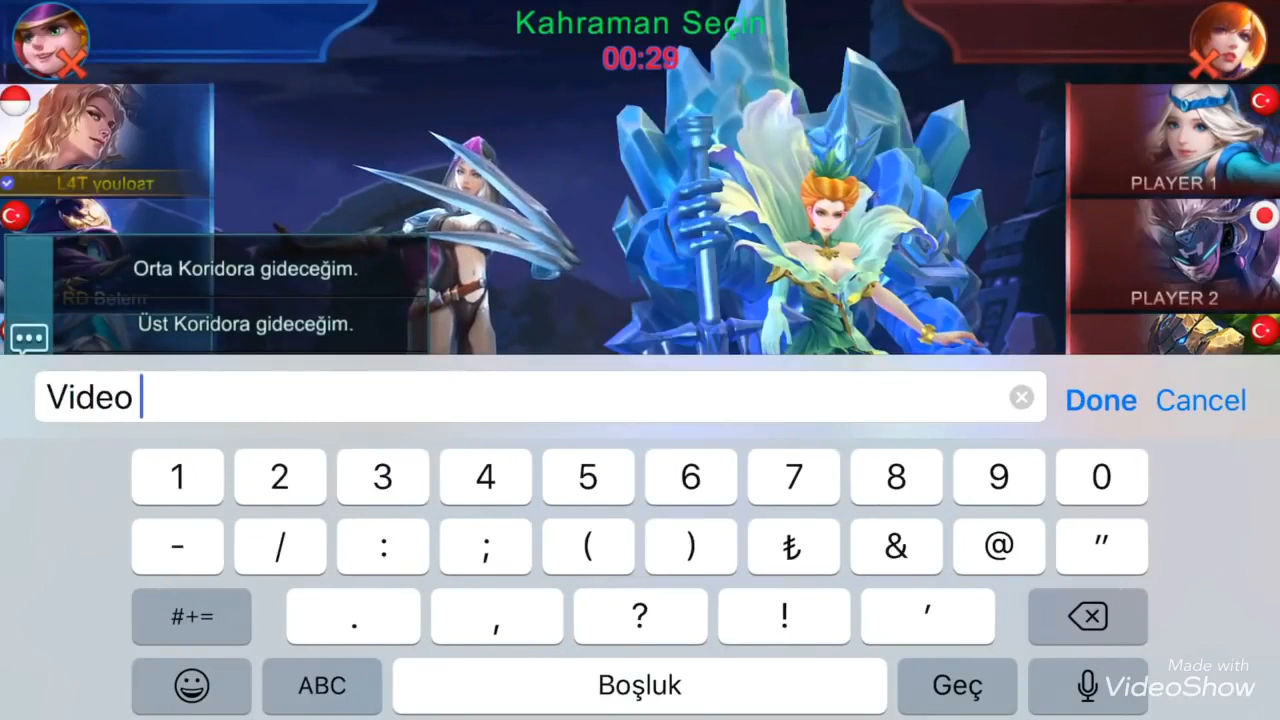 Kahraman Seçin
00:29
L4T youloaт
RD Belem
Orta Koridora gideceğim.
Üst Koridora gideceğim.
PLAYER 1
PLAYER 2
Video
Done Cancel
1 2 3 4 5 6 7 8 9 0
- / : ; ( ) ₺ & @ "
#+= . , ? ! '
ABC Boşluk Geç
Made with
VideoShow